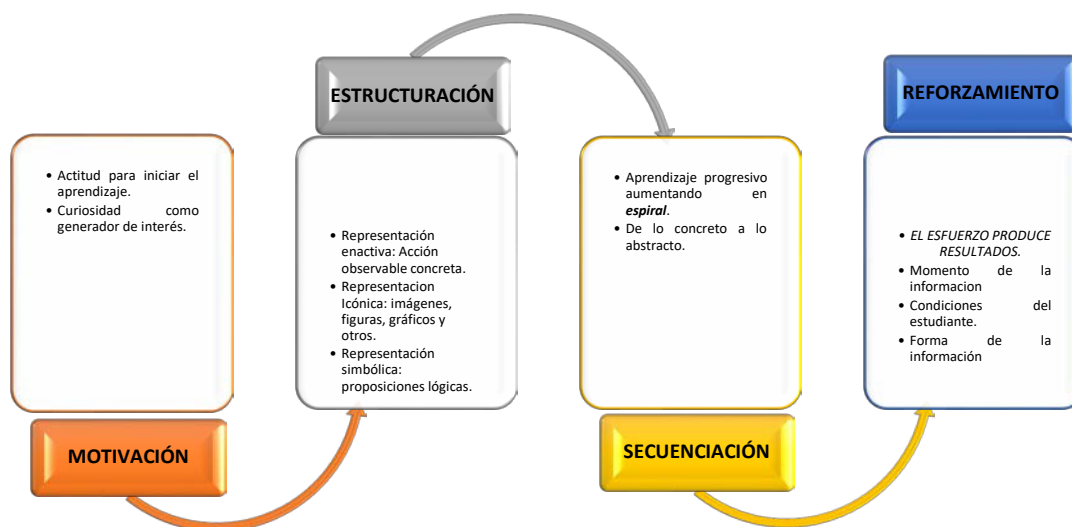 • Actitud para iniciar el
aprendizaje.
• Curiosidad como
generador de interés.
MOTIVACIÓN
ESTRUCTURACIÓN
• Representación
enactiva: Acción
observable concreta.
• Representacion
Icónica: imágenes,
figuras, gráficos y
otros.
• Representación
simbólica:
proposiciones lógicas.
• Aprendizaje progresivo
aumentando en
espiral.
• De lo concreto a lo
abstracto.
SECUENCIACIÓN
REFORZAMIENTO
• EL ESFUERZO PRODUCE
RESULTADOS.
• Momento de la
informacion
• Condiciones del
estudiante.
• Forma de la
información